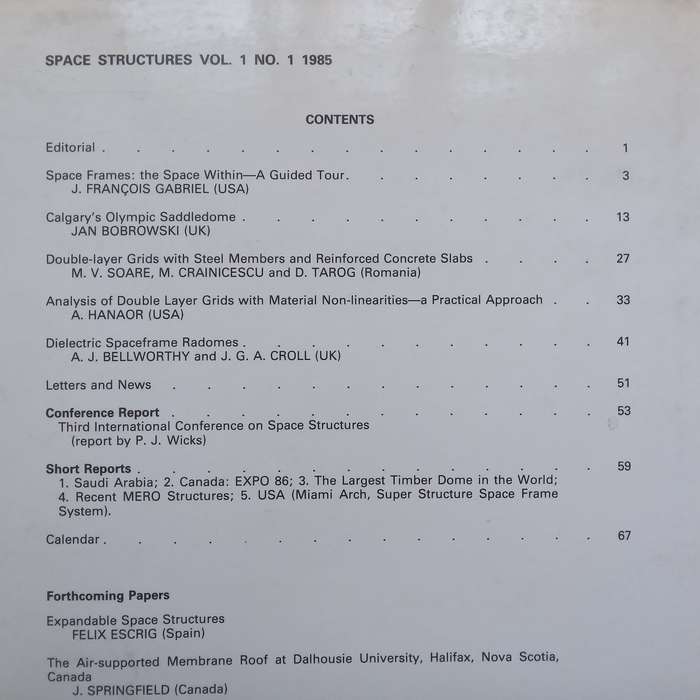 SPACE STRUCTURES VOL. 1 NO. 1 1985
CONTENTS
Editorial . . . . . . . . . . . . . . . 1
Space Frames: the Space Within—A Guided Tour. . . . . . . . 3
J. FRANÇOIS GABRIEL (USA)
Calgary's Olympic Saddledome . . . . . . . . . . . 13
JAN BOBROWSKI (UK)
Double-layer Grids with Steel Members and Reinforced Concrete Slabs . . . . 27
M. V. SOARE, M. CRAINICESCU and D. TAROG (Romania)
Analysis of Double Layer Grids with Material Non-linearities—a Practical Approach . . 33
A. HANAOR (USA)
Dielectric Spaceframe Radomes . . . . . . . . . . . 41
A. J. BELLWORTHY and J. G. A. CROLL (UK)
Letters and News . . . . . . . . . . . . . 51
Conference Report . . . . . . . . . . . . . 53
Third International Conference on Space Structures
(report by P. J. Wicks)
Short Reports . . . . . . . . . . . . . . 59
1. Saudi Arabia; 2. Canada: EXPO 86; 3. The Largest Timber Dome in the World;
4. Recent MERO Structures; 5. USA (Miami Arch, Super Structure Space Frame
System).
Calendar . . . . . . . . . . . . . . . 67
Forthcoming Papers
Expandable Space Structures
FELIX ESCRIG (Spain)
The Air-supported Membrane Roof at Dalhousie University, Halifax, Nova Scotia,
Canada
J. SPRINGFIELD (Canada)